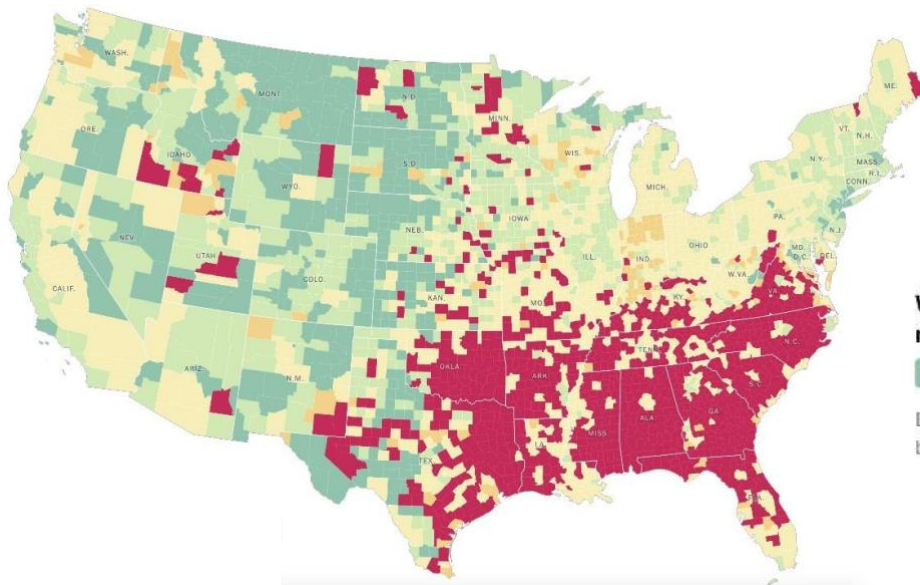 WASH.
MONT.
N.D.
MINN.
ME.
ORE.
IDAHO
S.D.
WIS.
VT.
N.H.
N.Y.
MASS.
R.I.
CONN.
WYO.
MICH.
IOWA
PA.
NEB.
N.J.
NEV.
UTAH
COLO.
ILL.
IND.
OHIO
MD.
DEL.
D.C.
W.VA.
CALIF.
KAN.
MO.
KY.
VA.
ARIZ.
N.M.
OKLA.
ARK.
TENN.
N.C.
S.C.
MISS.
ALA.
GA.
TEX.
LA.
FLA.